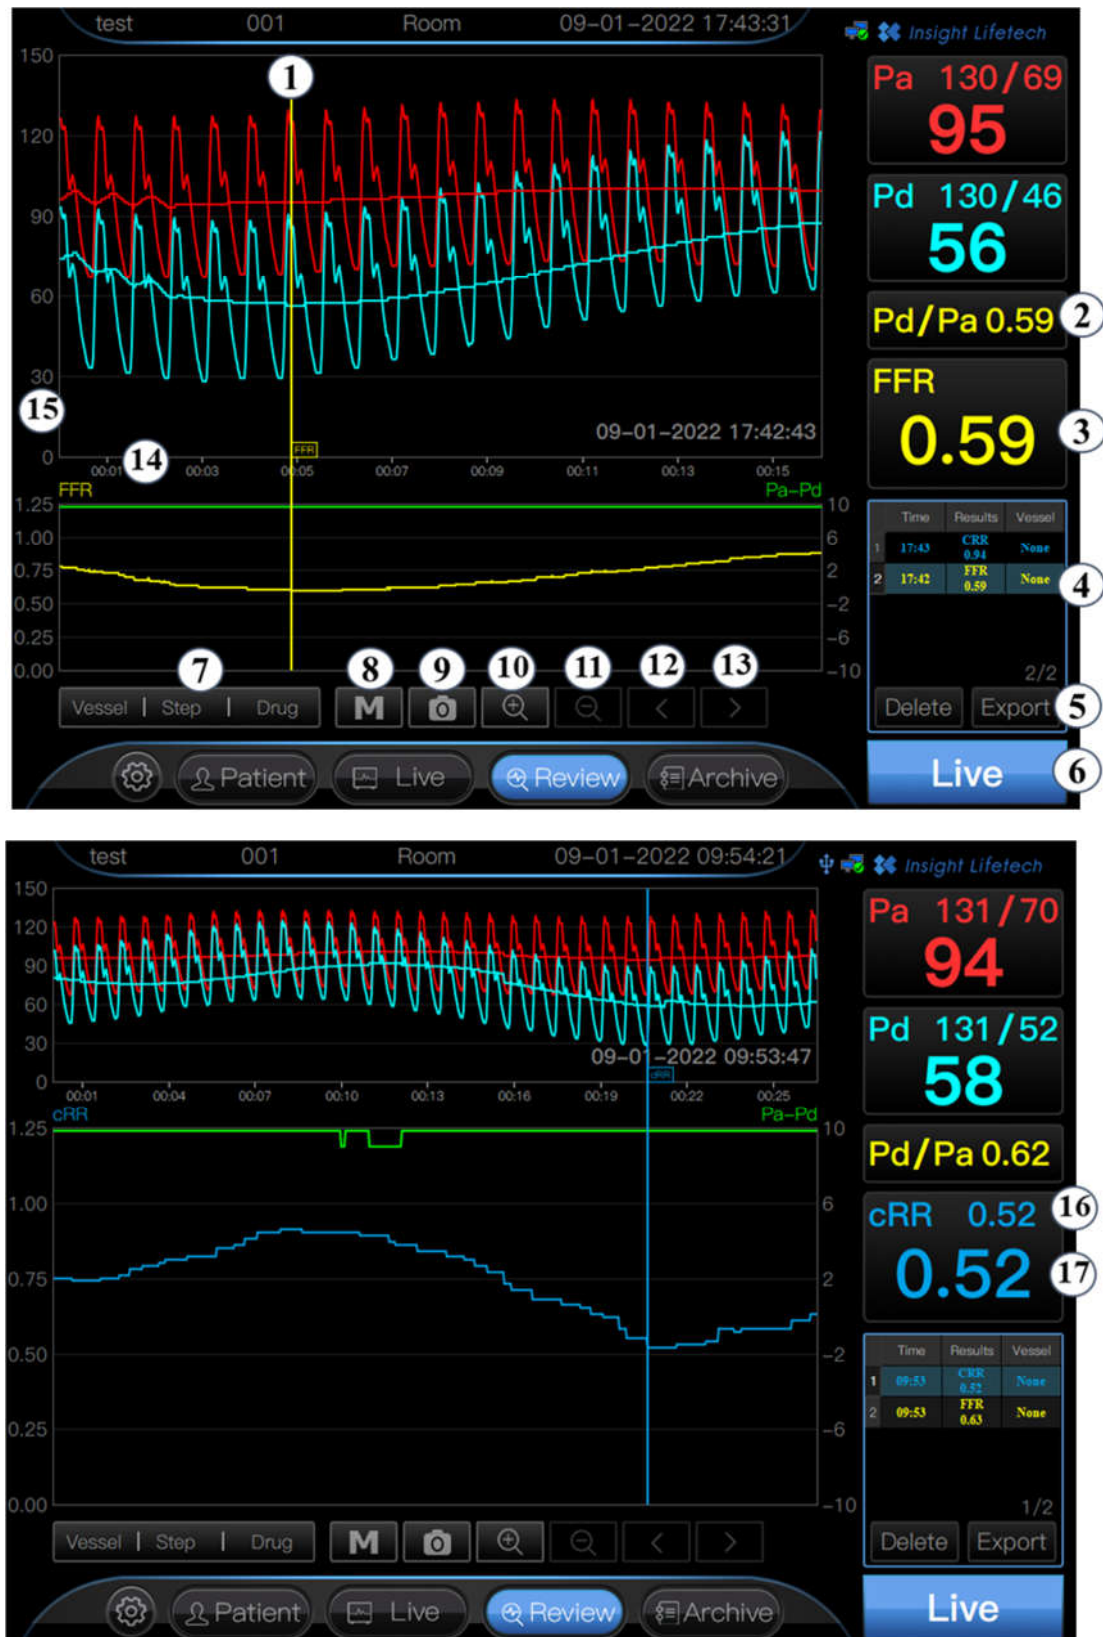 test 001 Room 09-01-2022 17:43:31 Insight Lifetech
150
1
Pa 130/69
95
120
90
Pd 130/46
56
60
Pd/Pa 0.59 2
30
FFR
0.59 3
15
09-01-2022 17:42:43
FFR
0
00:01 14 00:03 00:05 00:07 00:09 00:11 00:13 00:15
FFR Pa-Pd
1.25 10
Time Results Vessel
1.00 6
1 17:43 CRR 0.94 None
0.75 2
2 17:42 FFR 0.59 None 4
0.50 -2
0.25 -6
0.00 -10
7 8 9 10 11 12 13
2/2
Vessel | Step | Drug M < >
Delete Export 5
Patient Live Review Archive
Live 6
test 001 Room 09-01-2022 09:54:21 Insight Lifetech
150
Pa 131/70
94
120
90
60
Pd 131/52
58
30
09-01-2022 09:53:47
cRR
0
00:01 00:04 00:07 00:10 00:13 00:16 00:19 00:22 00:25
cRR Pa-Pd
1.25 10
Pd/Pa 0.62
1.00 6
cRR 0.52 16
0.52 17
0.75 2
0.50 -2
Time Results Vessel
1 09:53 CRR 0.52 None
2 09:53 FFR 0.63 None
0.25 -6
0.00 -10
1/2
Vessel | Step | Drug M < >
Delete Export
Patient Live Review Archive
Live